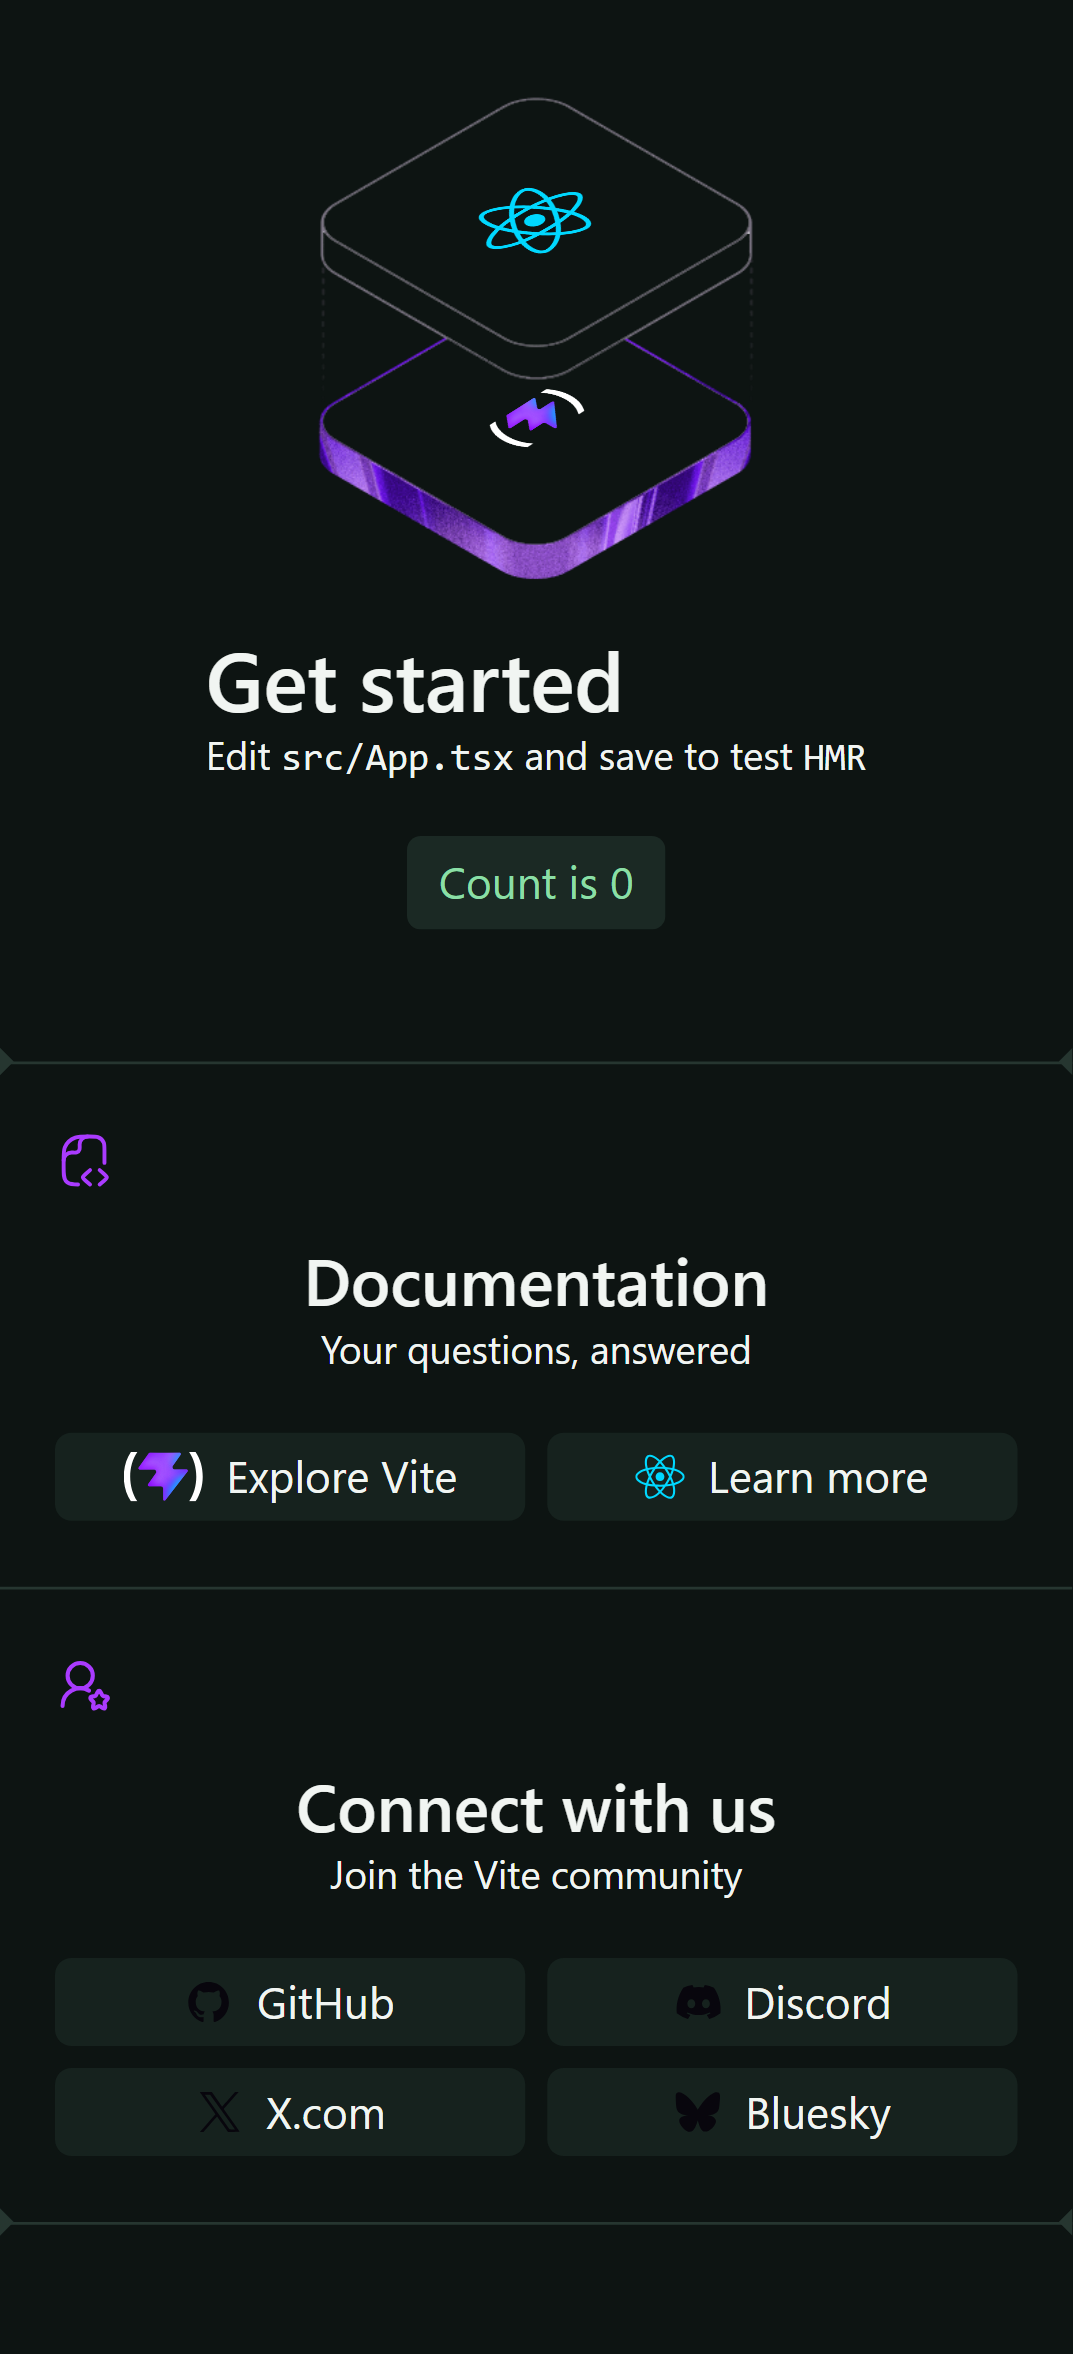 Get started
Edit src/App.tsx and save to test HMR
Count is 0
Documentation
Your questions, answered
Explore Vite
Learn more
Connect with us
Join the Vite community
GitHub
Discord
X.com
Bluesky